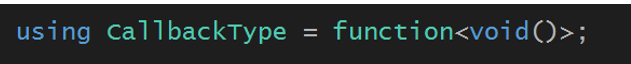 using CallbackType = function<void()>;